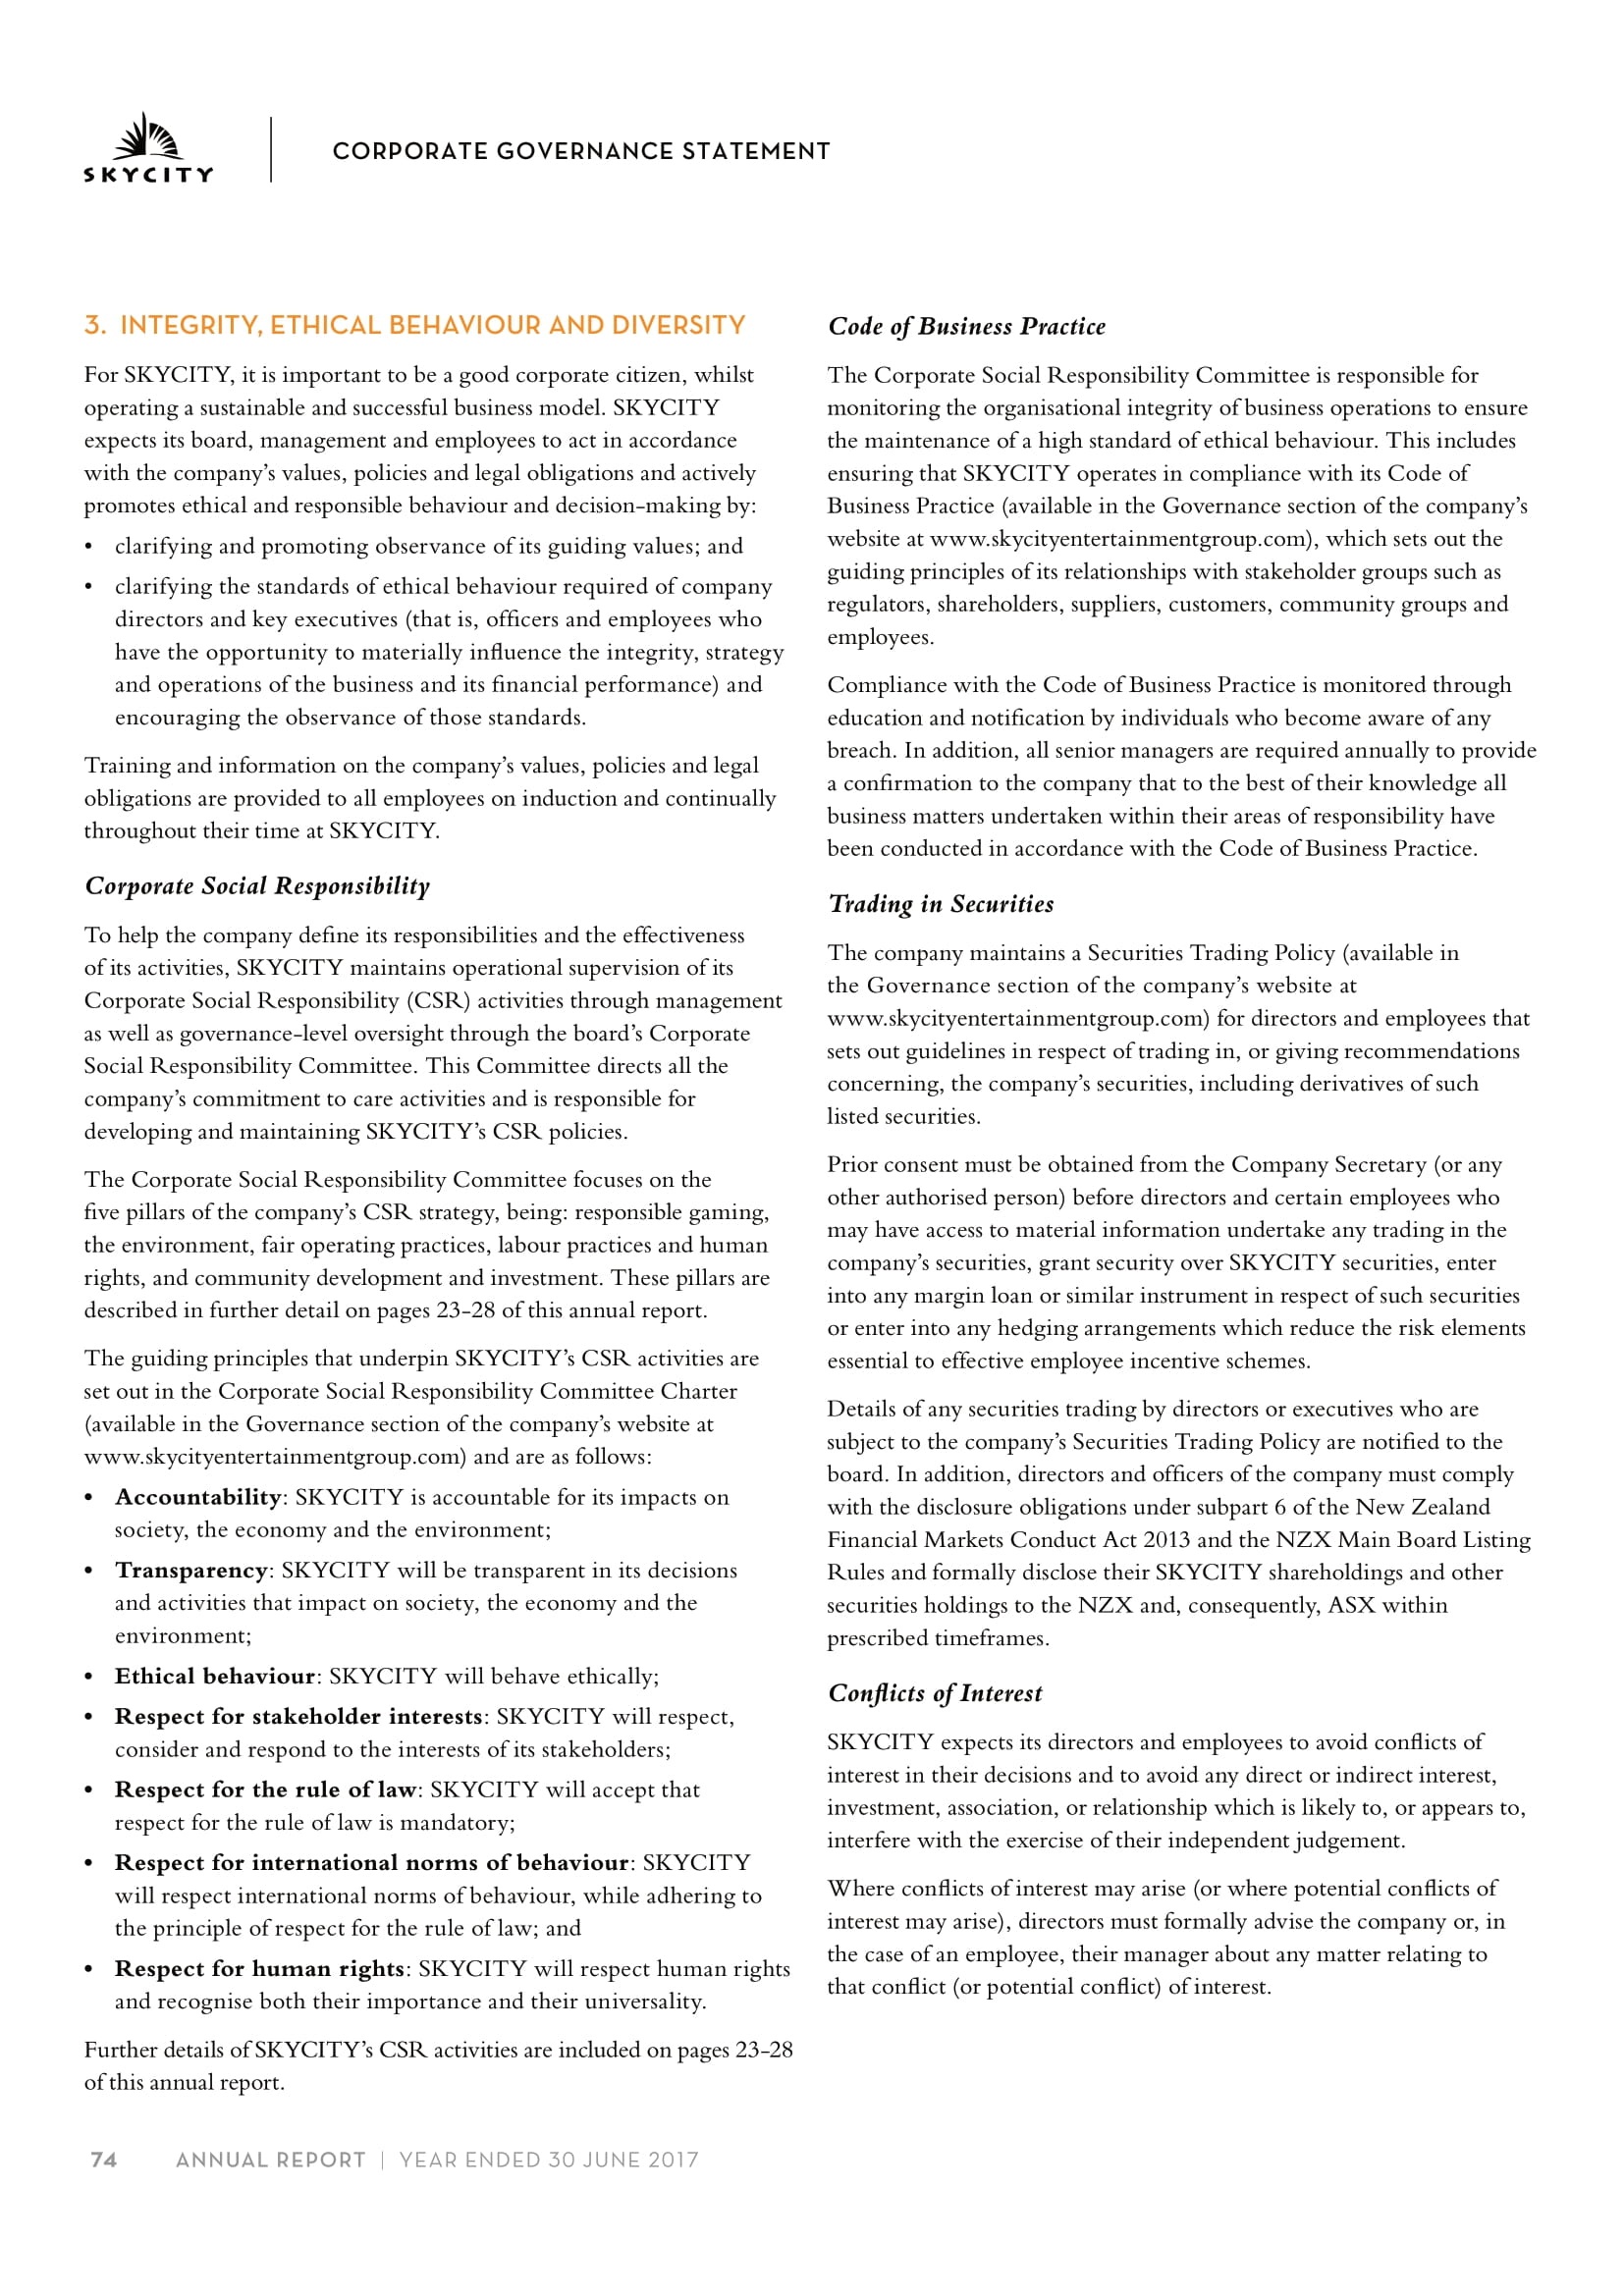 SKYCITY
CORPORATE GOVERNANCE STATEMENT
3. INTEGRITY, ETHICAL BEHAVIOUR AND DIVERSITY
For SKYCITY, it is important to be a good corporate citizen, whilst
operating a sustainable and successful business model. SKYCITY
expects its board, management and employees to act in accordance
with the company’s values, policies and legal obligations and actively
promotes ethical and responsible behaviour and decision-making by:
• clarifying and promoting observance of its guiding values; and
• clarifying the standards of ethical behaviour required of company
directors and key executives (that is, officers and employees who
have the opportunity to materially influence the integrity, strategy
and operations of the business and its financial performance) and
encouraging the observance of those standards.
Training and information on the company’s values, policies and legal
obligations are provided to all employees on induction and continually
throughout their time at SKYCITY.
Corporate Social Responsibility
To help the company define its responsibilities and the effectiveness
of its activities, SKYCITY maintains operational supervision of its
Corporate Social Responsibility (CSR) activities through management
as well as governance-level oversight through the board’s Corporate
Social Responsibility Committee. This Committee directs all the
company’s commitment to care activities and is responsible for
developing and maintaining SKYCITY’s CSR policies.
The Corporate Social Responsibility Committee focuses on the
five pillars of the company’s CSR strategy, being: responsible gaming,
the environment, fair operating practices, labour practices and human
rights, and community development and investment. These pillars are
described in further detail on pages 23-28 of this annual report.
The guiding principles that underpin SKYCITY’s CSR activities are
set out in the Corporate Social Responsibility Committee Charter
(available in the Governance section of the company’s website at
www.skycityentertainmentgroup.com) and are as follows:
• Accountability: SKYCITY is accountable for its impacts on
society, the economy and the environment;
• Transparency: SKYCITY will be transparent in its decisions
and activities that impact on society, the economy and the
environment;
• Ethical behaviour: SKYCITY will behave ethically;
• Respect for stakeholder interests: SKYCITY will respect,
consider and respond to the interests of its stakeholders;
• Respect for the rule of law: SKYCITY will accept that
respect for the rule of law is mandatory;
• Respect for international norms of behaviour: SKYCITY
will respect international norms of behaviour, while adhering to
the principle of respect for the rule of law; and
• Respect for human rights: SKYCITY will respect human rights
and recognise both their importance and their universality.
Further details of SKYCITY’s CSR activities are included on pages 23-28
of this annual report.
Code of Business Practice
The Corporate Social Responsibility Committee is responsible for
monitoring the organisational integrity of business operations to ensure
the maintenance of a high standard of ethical behaviour. This includes
ensuring that SKYCITY operates in compliance with its Code of
Business Practice (available in the Governance section of the company’s
website at www.skycityentertainmentgroup.com), which sets out the
guiding principles of its relationships with stakeholder groups such as
regulators, shareholders, suppliers, customers, community groups and
employees.
Compliance with the Code of Business Practice is monitored through
education and notification by individuals who become aware of any
breach. In addition, all senior managers are required annually to provide
a confirmation to the company that to the best of their knowledge all
business matters undertaken within their areas of responsibility have
been conducted in accordance with the Code of Business Practice.
Trading in Securities
The company maintains a Securities Trading Policy (available in
the Governance section of the company’s website at
www.skycityentertainmentgroup.com) for directors and employees that
sets out guidelines in respect of trading in, or giving recommendations
concerning, the company’s securities, including derivatives of such
listed securities.
Prior consent must be obtained from the Company Secretary (or any
other authorised person) before directors and certain employees who
may have access to material information undertake any trading in the
company’s securities, grant security over SKYCITY securities, enter
into any margin loan or similar instrument in respect of such securities
or enter into any hedging arrangements which reduce the risk elements
essential to effective employee incentive schemes.
Details of any securities trading by directors or executives who are
subject to the company’s Securities Trading Policy are notified to the
board. In addition, directors and officers of the company must comply
with the disclosure obligations under subpart 6 of the New Zealand
Financial Markets Conduct Act 2013 and the NZX Main Board Listing
Rules and formally disclose their SKYCITY shareholdings and other
securities holdings to the NZX and, consequently, ASX within
prescribed timeframes.
Conflicts of Interest
SKYCITY expects its directors and employees to avoid conflicts of
interest in their decisions and to avoid any direct or indirect interest,
investment, association, or relationship which is likely to, or appears to,
interfere with the exercise of their independent judgement.
Where conflicts of interest may arise (or where potential conflicts of
interest may arise), directors must formally advise the company or, in
the case of an employee, their manager about any matter relating to
that conflict (or potential conflict) of interest.
74 ANNUAL REPORT | YEAR ENDED 30 JUNE 2017